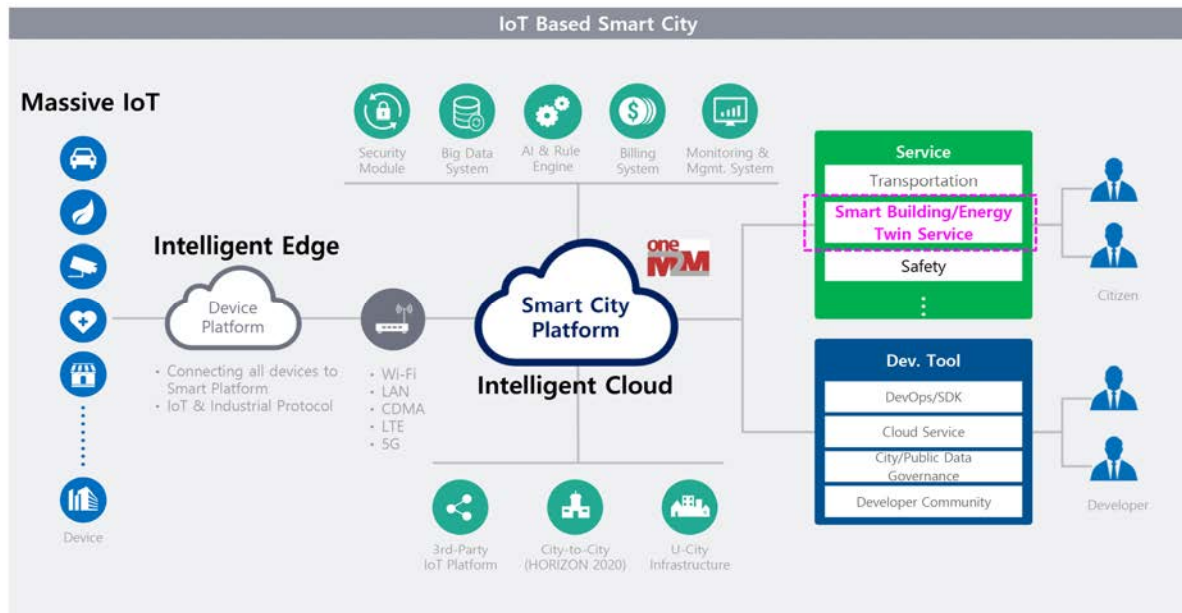 IoT Based Smart City
Massive IoT
Device
Intelligent Edge
Device
Platform
• Connecting all devices to
Smart Platform
• IoT & Industrial Protocol
• Wi-Fi
• LAN
• CDMA
• LTE
• 5G
Security
Module
Big Data
System
AI & Rule
Engine
Billing
System
Monitoring &
Mgmt. System
one
M2M
Smart City
Platform
Intelligent Cloud
3rd-Party
IoT Platform
City-to-City
(HORIZON 2020)
U-City
Infrastructure
Service
Transportation
Smart Building/Energy
Twin Service
Safety
Citizen
Dev. Tool
DevOps/SDK
Cloud Service
City/Public Data
Governance
Developer Community
Developer